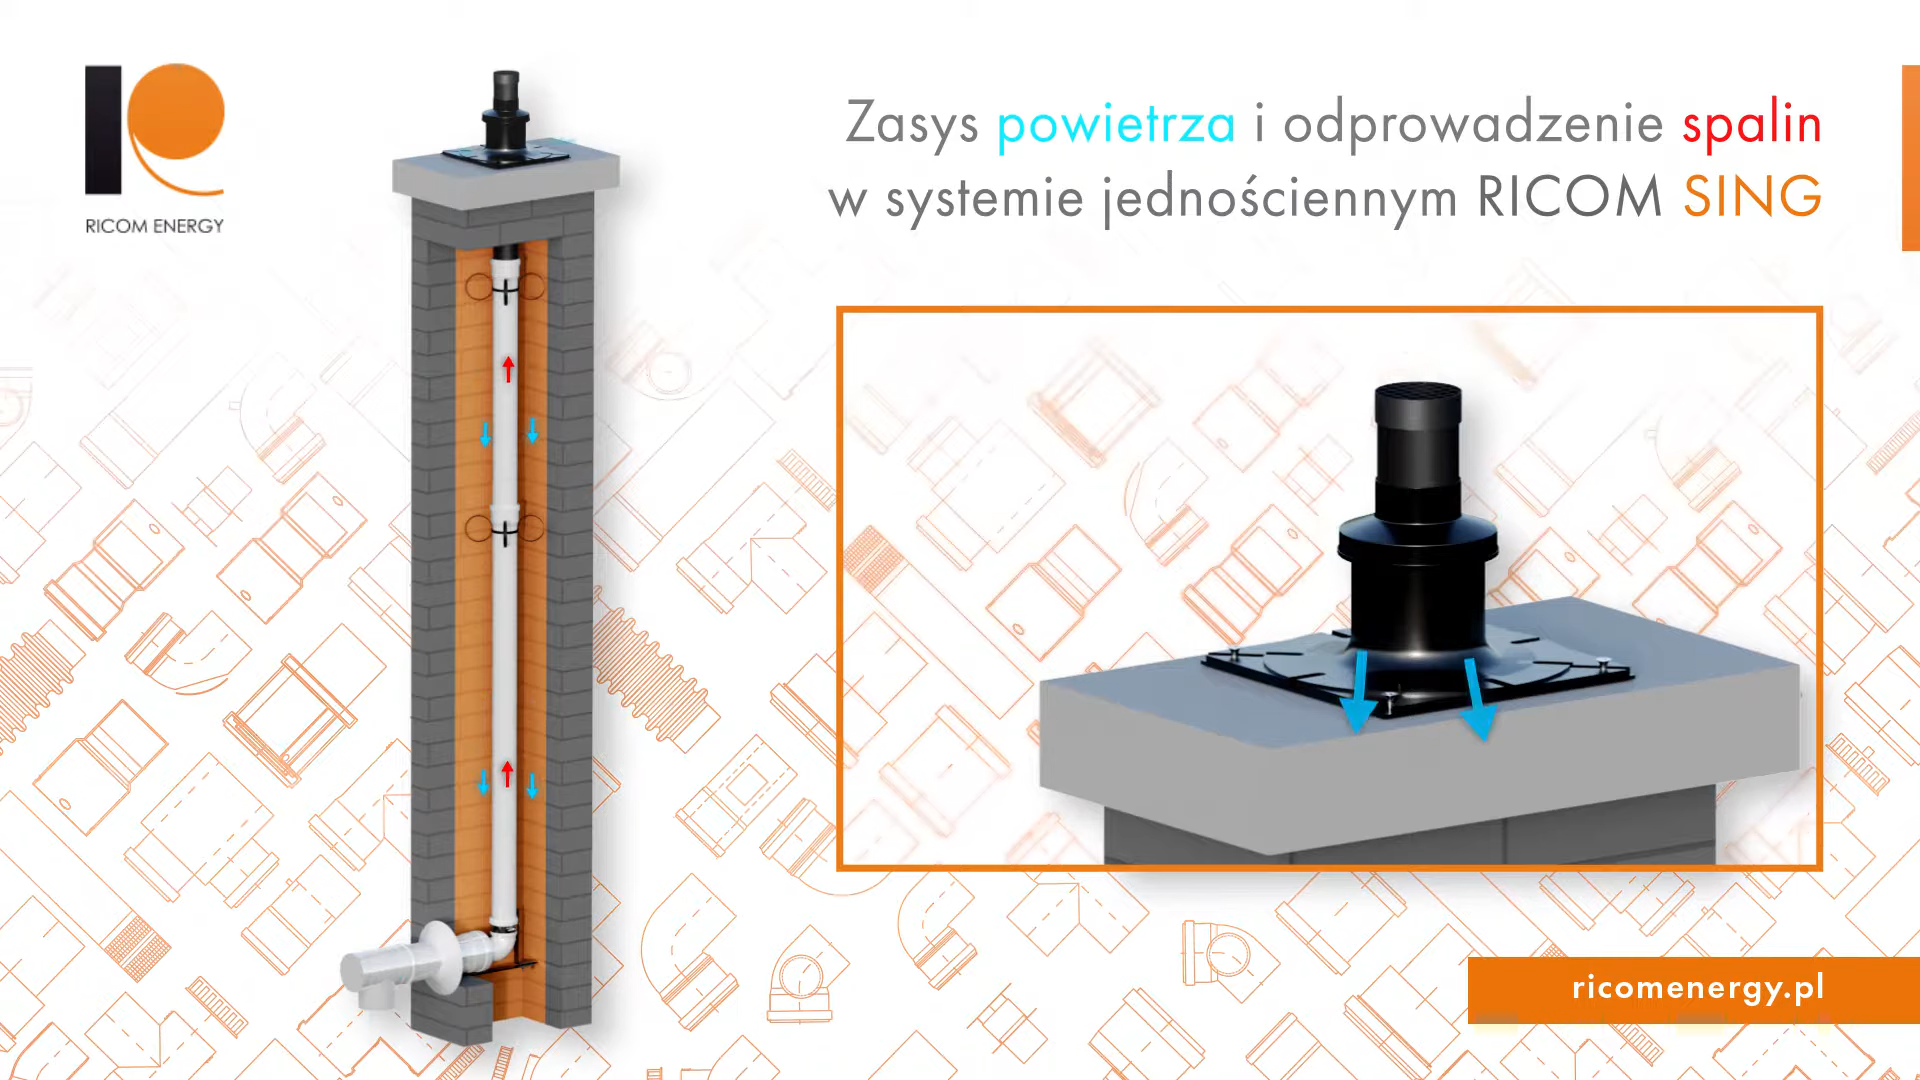 RICOM ENERGY
Zasys powietrza i odprowadzenie spalin
w systemie jednościennym RICOM SING
ricomenergy.pl